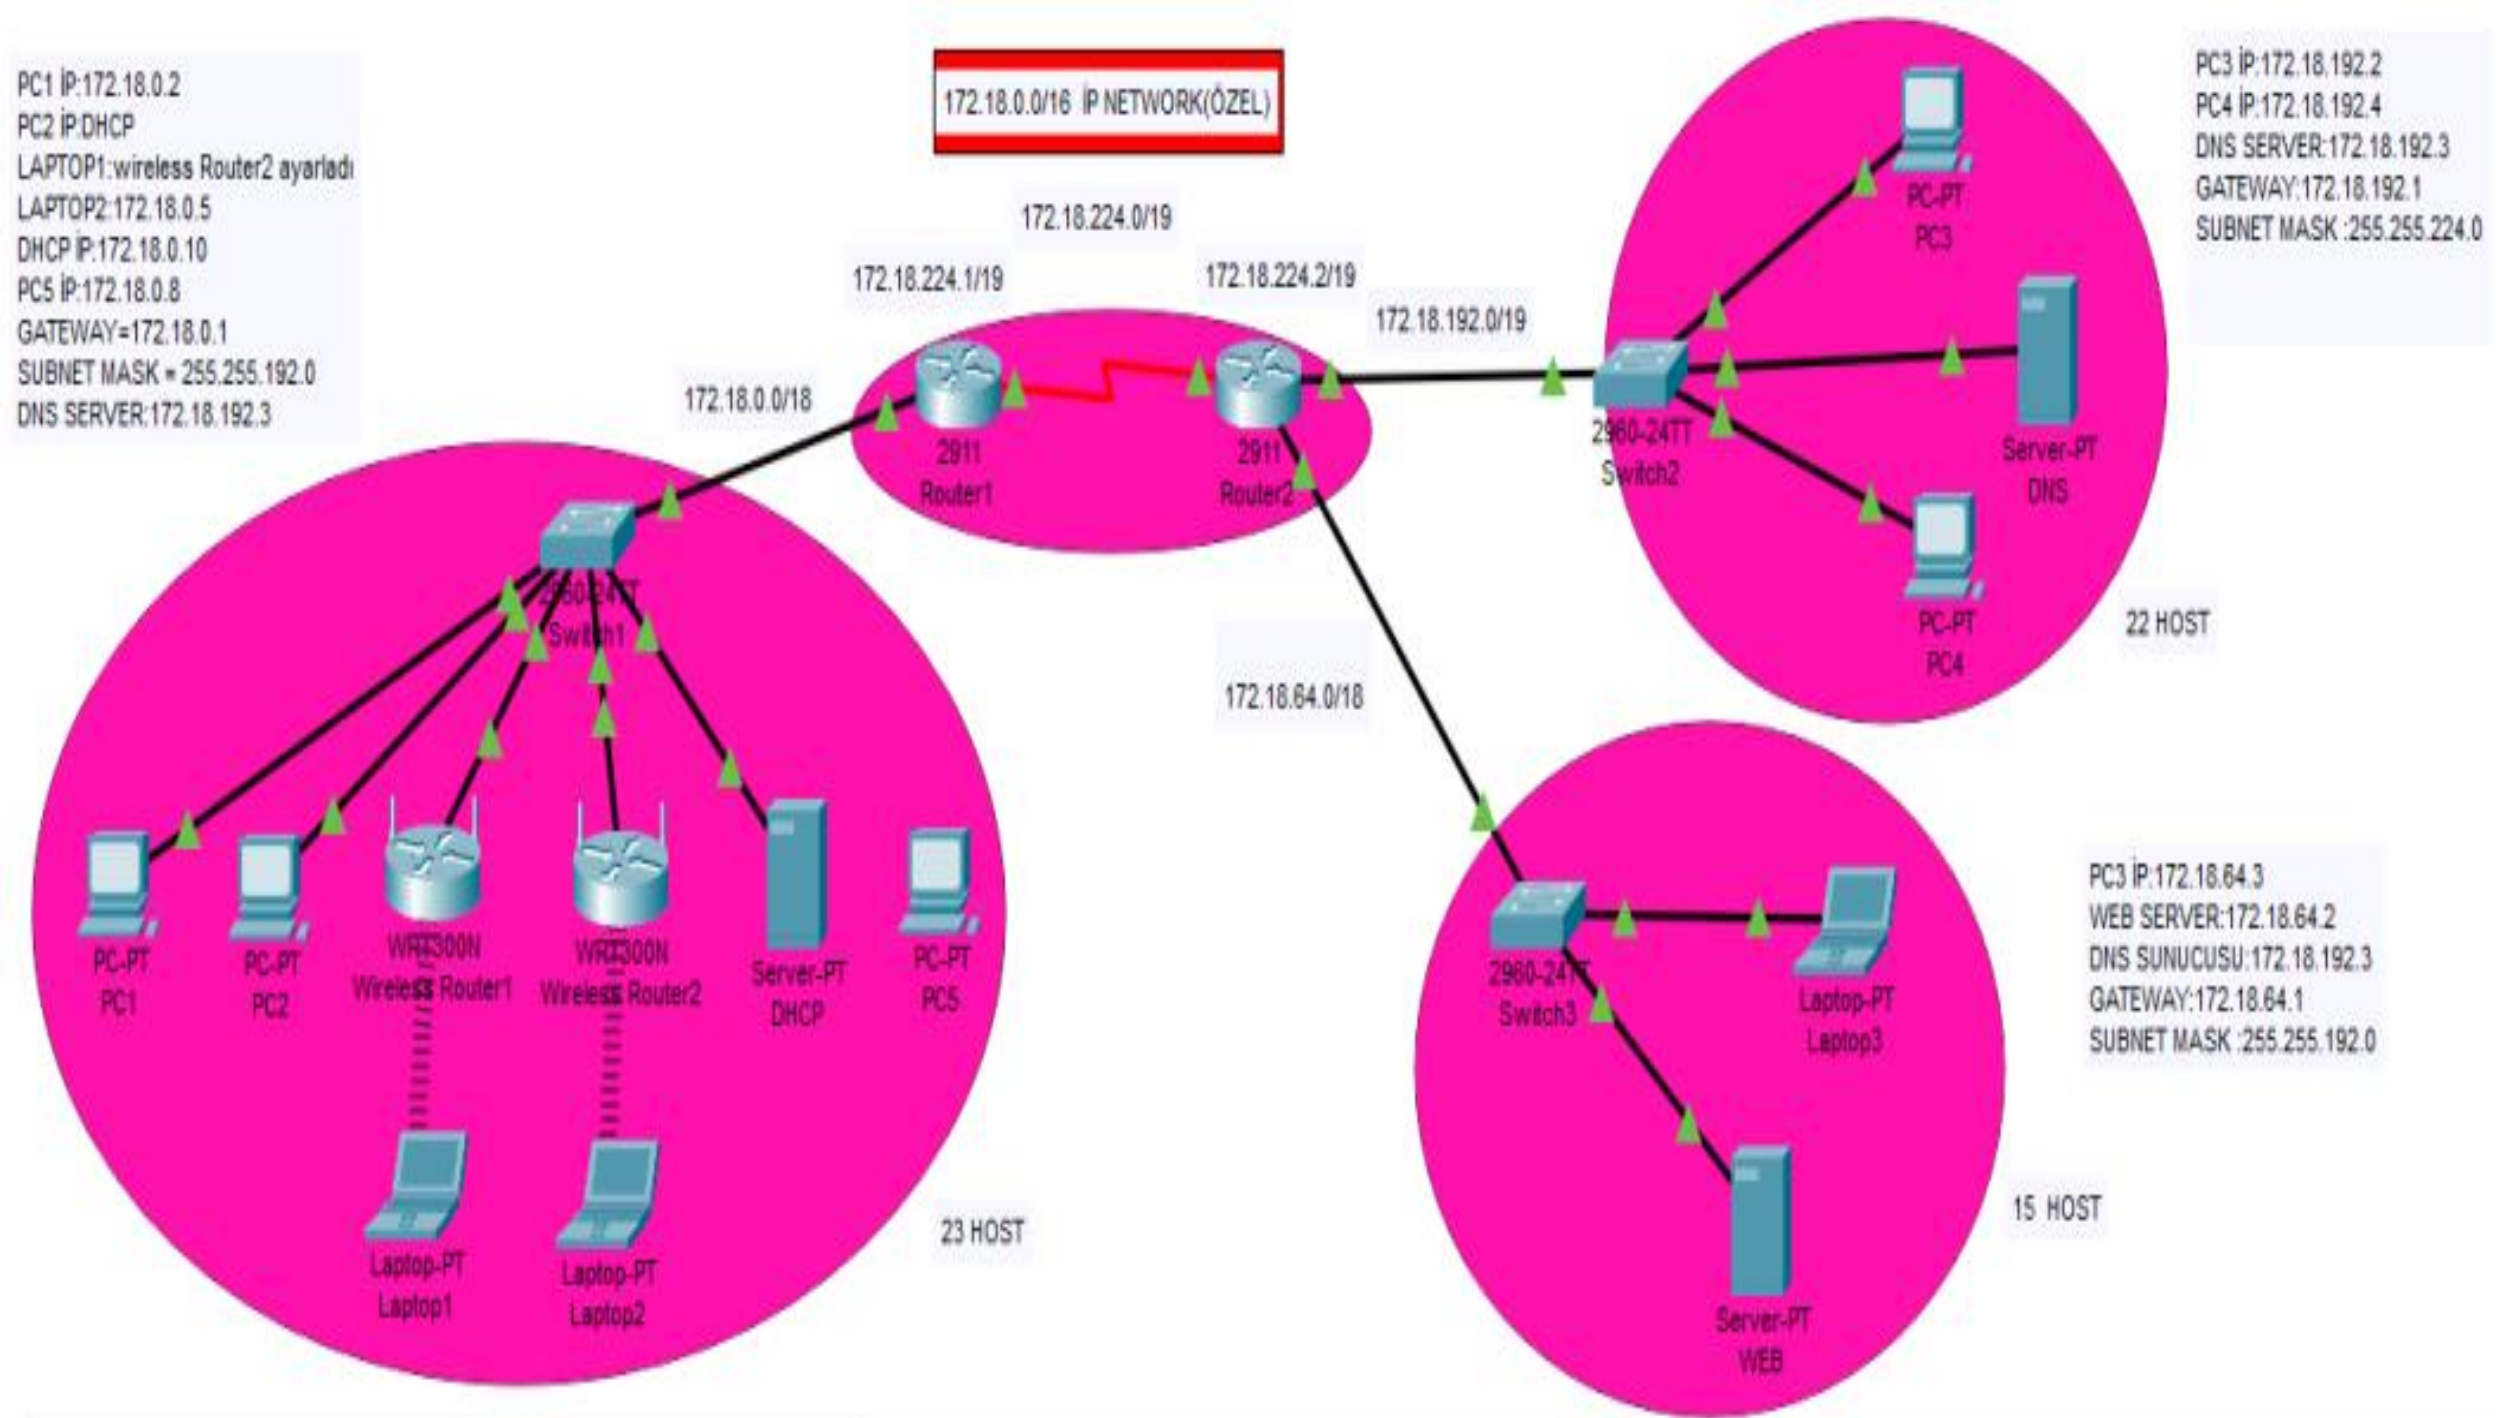 PC1 İP:172.18.0.2
PC2 İP:DHCP
LAPTOP1:wireless Router2 ayarladı
LAPTOP2:172.18.0.5
DHCP İP:172.18.0.10
PC5 İP:172.18.0.8
GATEWAY=172.18.0.1
SUBNET MASK = 255.255.192.0
DNS SERVER:172.18.192.3
172.18.0.0/16 İP NETWORK(ÖZEL)
172.18.224.0/19
172.18.224.1/19
172.18.224.2/19
172.18.192.0/19
172.18.0.0/18
2911
Router1
2911
Router2
PC3 İP:172.18.192.2
PC4 İP:172.18.192.4
DNS SERVER:172.18.192.3
GATEWAY:172.18.192.1
SUBNET MASK :255.255.224.0
PC-PT
PC3
2960-24TT
Switch2
Server-PT
DNS
PC-PT
PC4
22 HOST
2960-24TT
Switch1
172.18.64.0/18
PC-PT
PC1
PC-PT
PC2
WRT300N
Wireless Router1
WRT300N
Wireless Router2
Server-PT
DHCP
PC-PT
PC5
Laptop-PT
Laptop1
Laptop-PT
Laptop2
23 HOST
2960-24TT
Switch3
Laptop-PT
Laptop3
Server-PT
WEB
15 HOST
PC3 İP:172.18.64.3
WEB SERVER:172.18.64.2
DNS SUNUCUSU:172.18.192.3
GATEWAY:172.18.64.1
SUBNET MASK :255.255.192.0